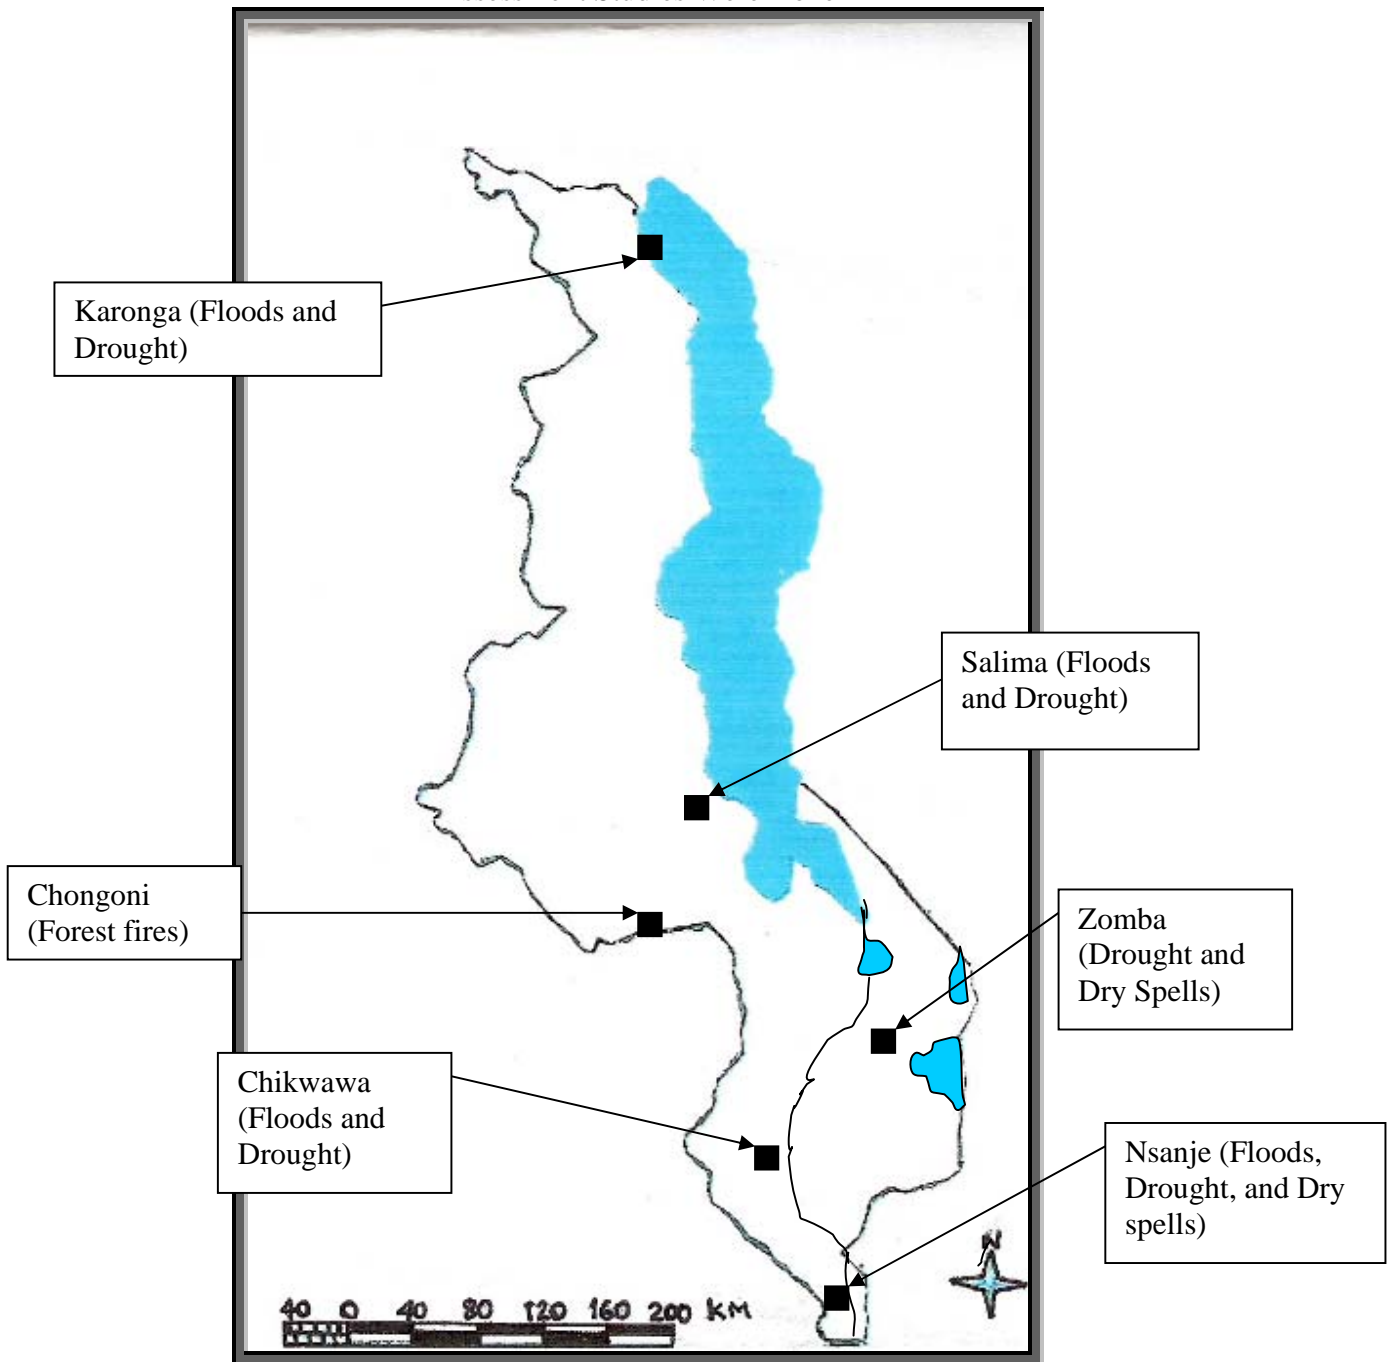 Karonga (Floods and
Drought)
Salima (Floods
and Drought)
Chongoni
(Forest fires)
Zomba
(Drought and
Dry Spells)
Chikwawa
(Floods and
Drought)
Nsanje (Floods,
Drought, and Dry
spells)
N
40 0 40 80 120 160 200 KM